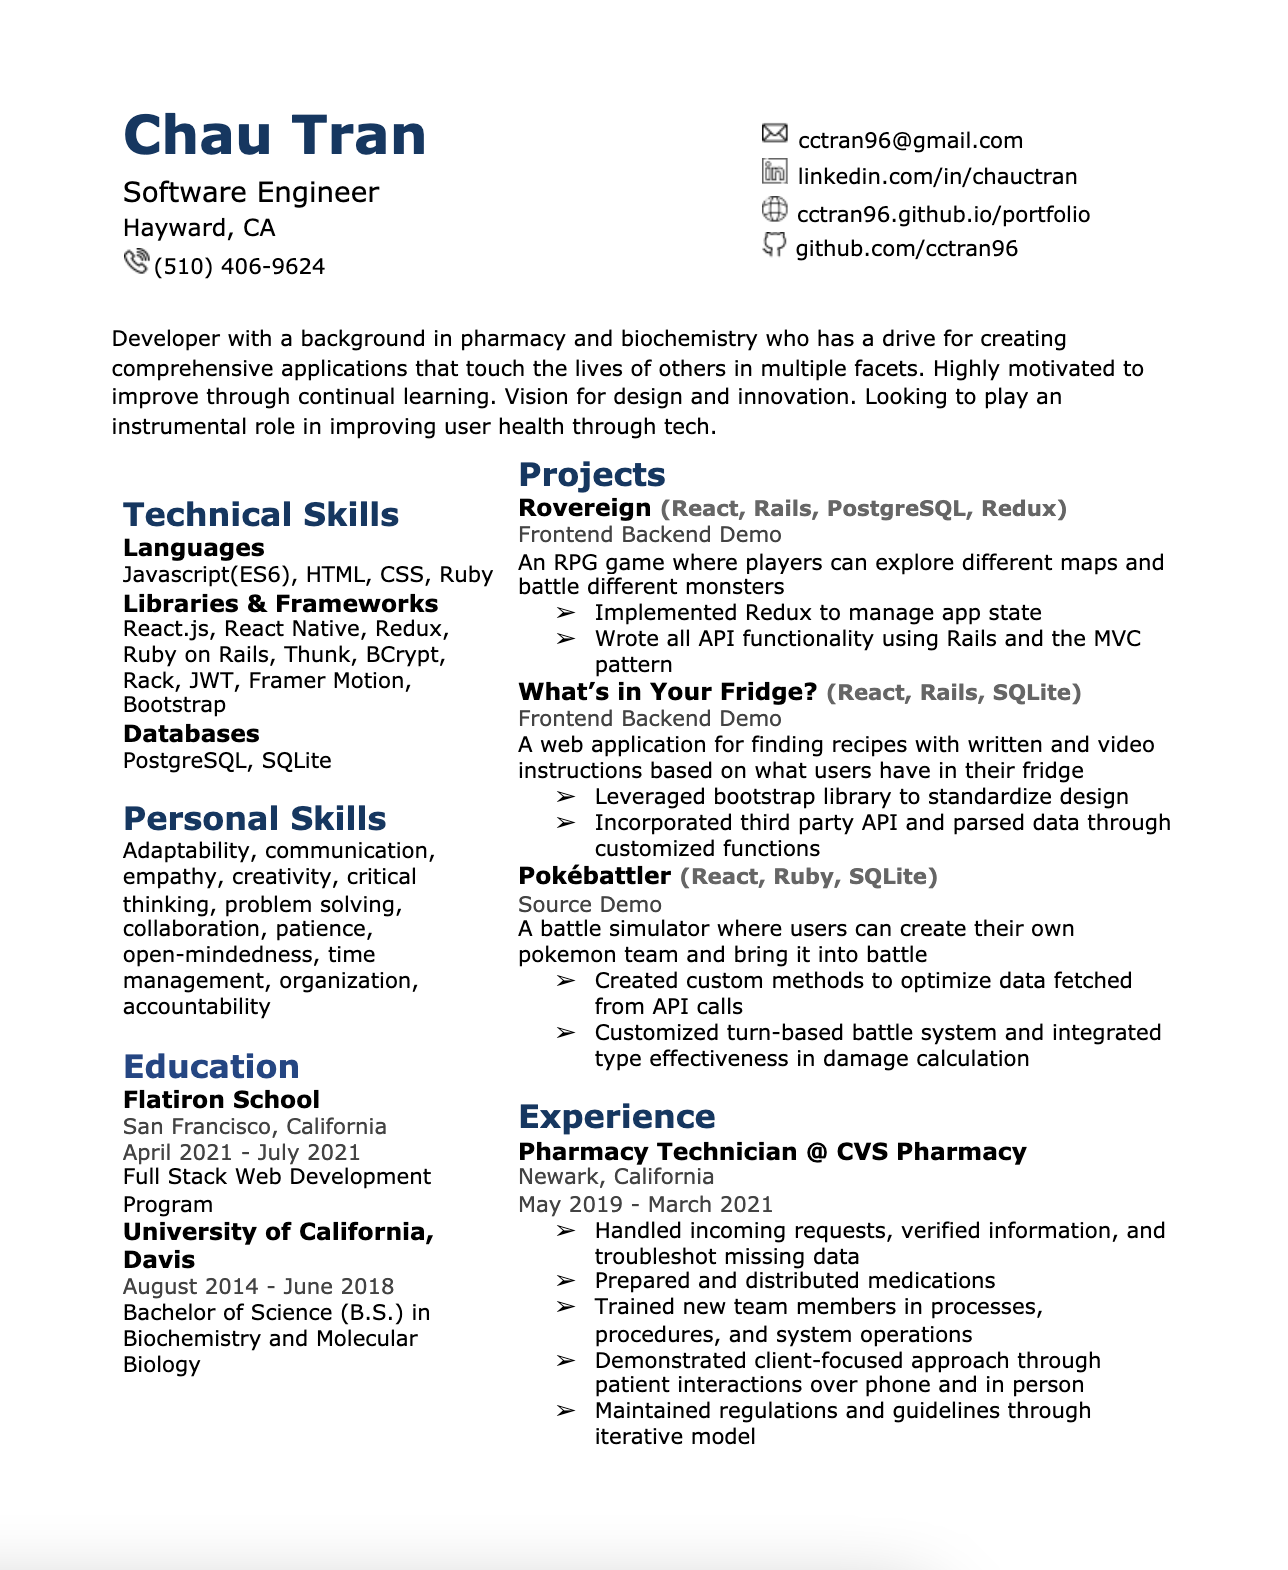 Chau Tran
Software Engineer
Hayward, CA
(510) 406-9624
cctran96@gmail.com
linkedin.com/in/chauctran
cctran96.github.io/portfolio
github.com/cctran96
Developer with a background in pharmacy and biochemistry who has a drive for creating
comprehensive applications that touch the lives of others in multiple facets. Highly motivated to
improve through continual learning. Vision for design and innovation. Looking to play an
instrumental role in improving user health through tech.
Technical Skills
Languages
Javascript(ES6), HTML, CSS, Ruby
Libraries & Frameworks
React.js, React Native, Redux,
Ruby on Rails, Thunk, BCrypt,
Rack, JWT, Framer Motion,
Bootstrap
Databases
PostgreSQL, SQLite
Personal Skills
Adaptability, communication,
empathy, creativity, critical
thinking, problem solving,
collaboration, patience,
open-mindedness, time
management, organization,
accountability
Education
Flatiron School
San Francisco, California
April 2021 - July 2021
Full Stack Web Development
Program
University of California,
Davis
August 2014 - June 2018
Bachelor of Science (B.S.) in
Biochemistry and Molecular
Biology
Projects
Rovereign (React, Rails, PostgreSQL, Redux)
Frontend Backend Demo
An RPG game where players can explore different maps and
battle different monsters
➢ Implemented Redux to manage app state
➢ Wrote all API functionality using Rails and the MVC
pattern
What’s in Your Fridge? (React, Rails, SQLite)
Frontend Backend Demo
A web application for finding recipes with written and video
instructions based on what users have in their fridge
➢ Leveraged bootstrap library to standardize design
➢ Incorporated third party API and parsed data through
customized functions
Pokébattler (React, Ruby, SQLite)
Source Demo
A battle simulator where users can create their own
pokemon team and bring it into battle
➢ Created custom methods to optimize data fetched
from API calls
➢ Customized turn-based battle system and integrated
type effectiveness in damage calculation
Experience
Pharmacy Technician @ CVS Pharmacy
Newark, California
May 2019 - March 2021
➢ Handled incoming requests, verified information, and
troubleshot missing data
➢ Prepared and distributed medications
➢ Trained new team members in processes,
procedures, and system operations
➢ Demonstrated client-focused approach through
patient interactions over phone and in person
➢ Maintained regulations and guidelines through
iterative model